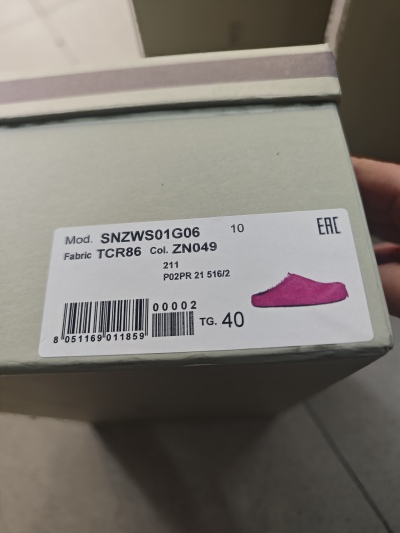 Mod. SNZWS01G06 10 EAC
Fabric TCR86 Col. ZN049
211
P02PR 21 516/2
00002
8 051169 011859
TG. 40